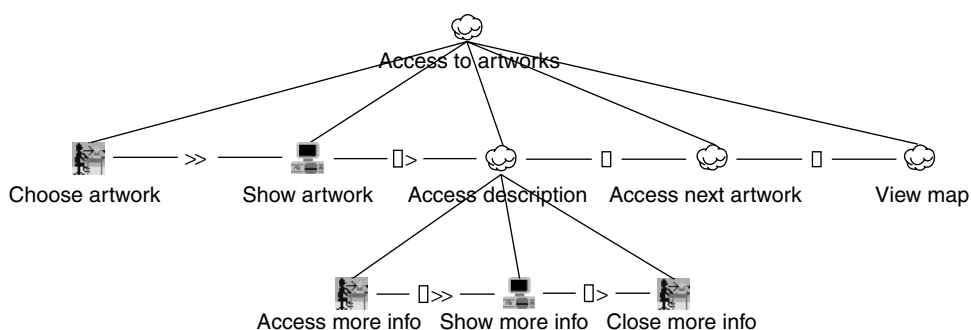 Access to artworks
>> ▯> ▯ ▯
Choose artwork Show artwork Access description Access next artwork View map
▯>> ▯>
Access more info Show more info Close more info